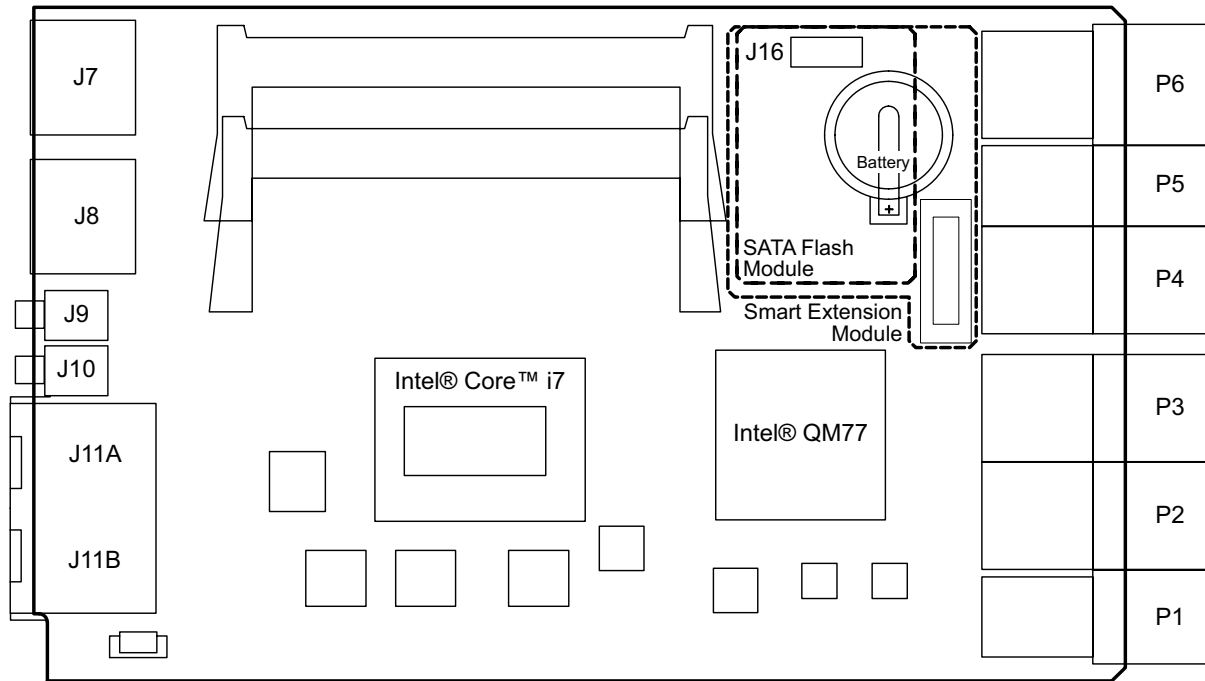 J7
J16
P6
Battery
P5
J8
+
SATA Flash
Module
P4
Smart Extension
Module
J9
J10
Intel® Core™ i7
P3
Intel® QM77
J11A
P2
J11B
P1